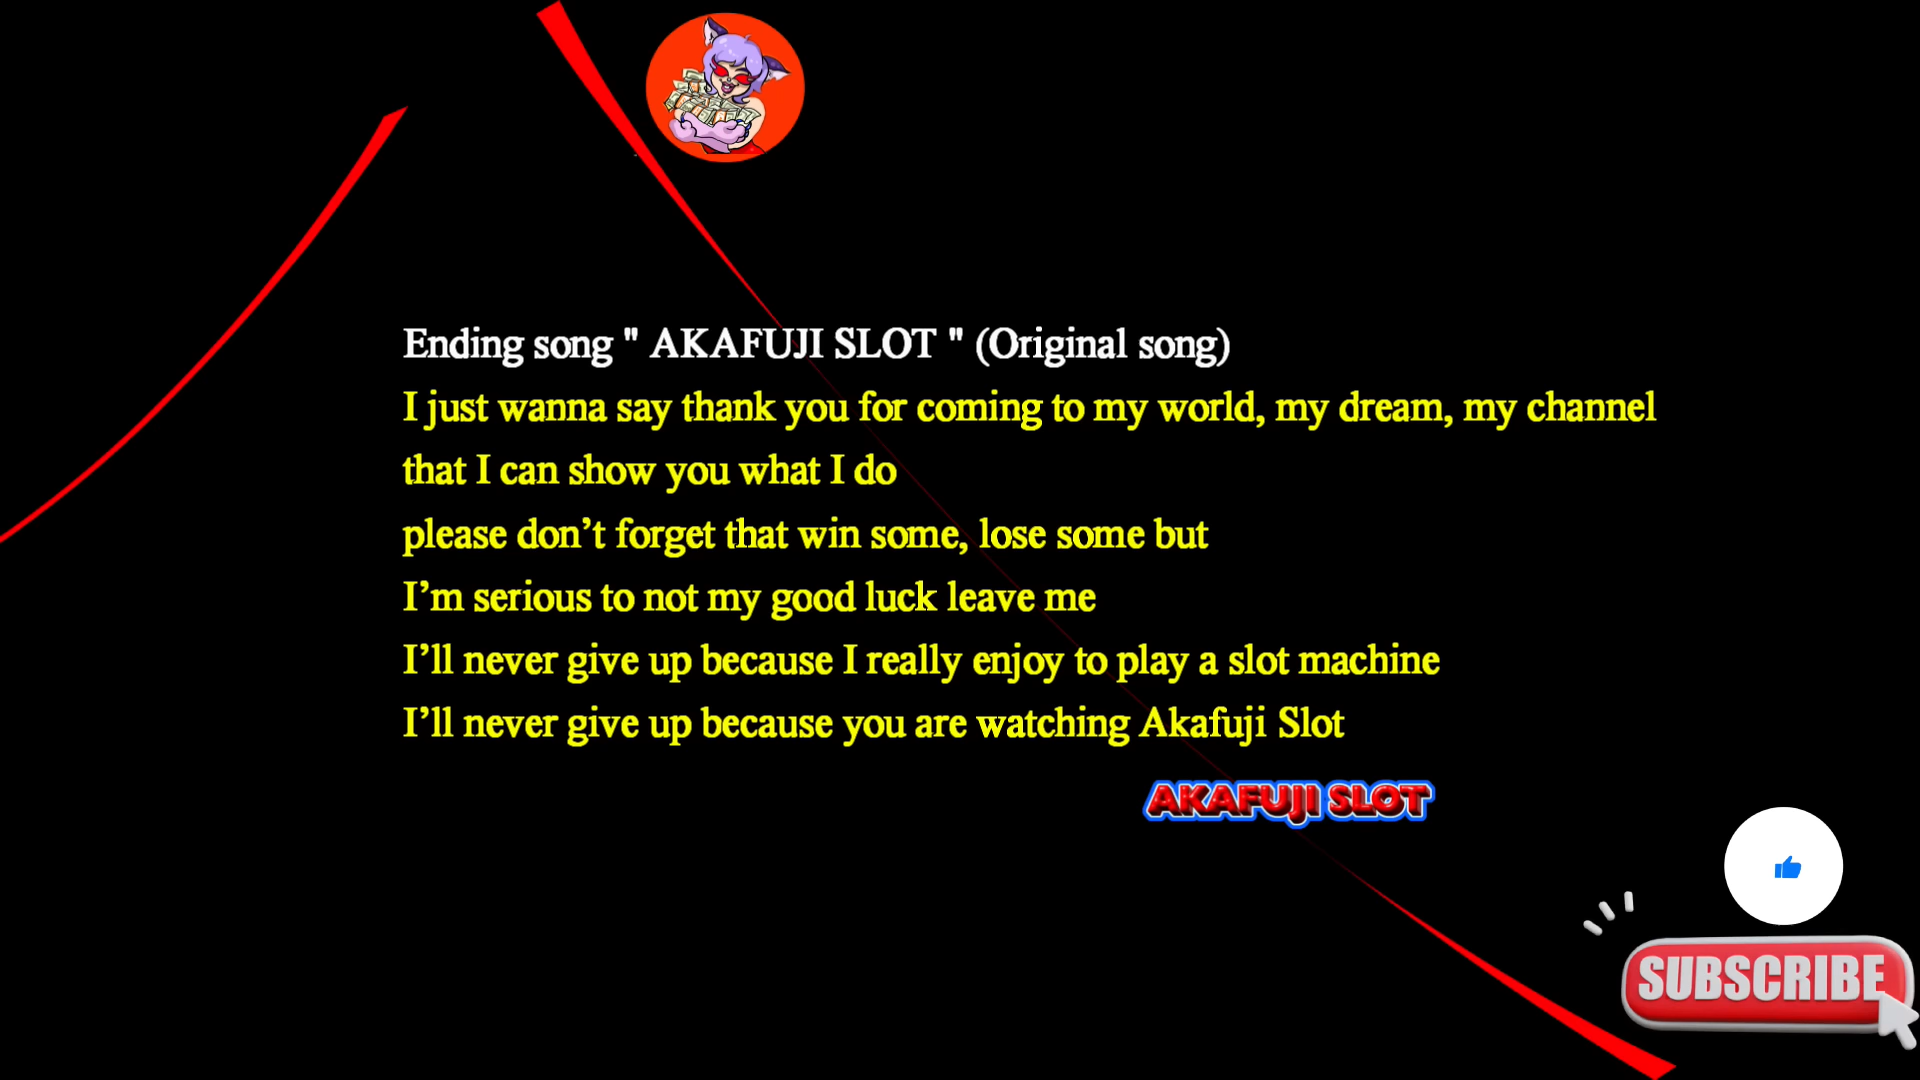 Ending song " AKAFUJI SLOT " (Original song)
I just wanna say thank you for coming to my world, my dream, my channel
that I can show you what I do
please don’t forget that win some, lose some but
I’m serious to not my good luck leave me
I’ll never give up because I really enjoy to play a slot machine
I’ll never give up because you are watching Akafuji Slot
AKAFUJI SLOT
SUBSCRIBE